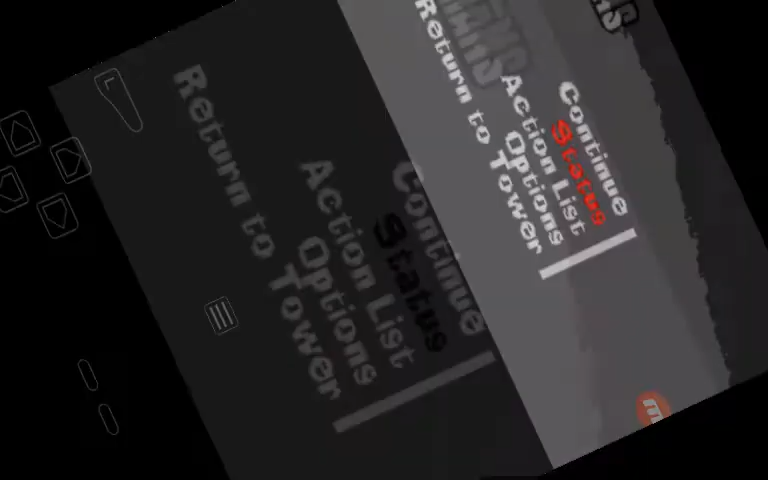 Continue
Status
Action List
Options
Return to Tower
Continue
Status
Action List
Options
Return to Tower
L